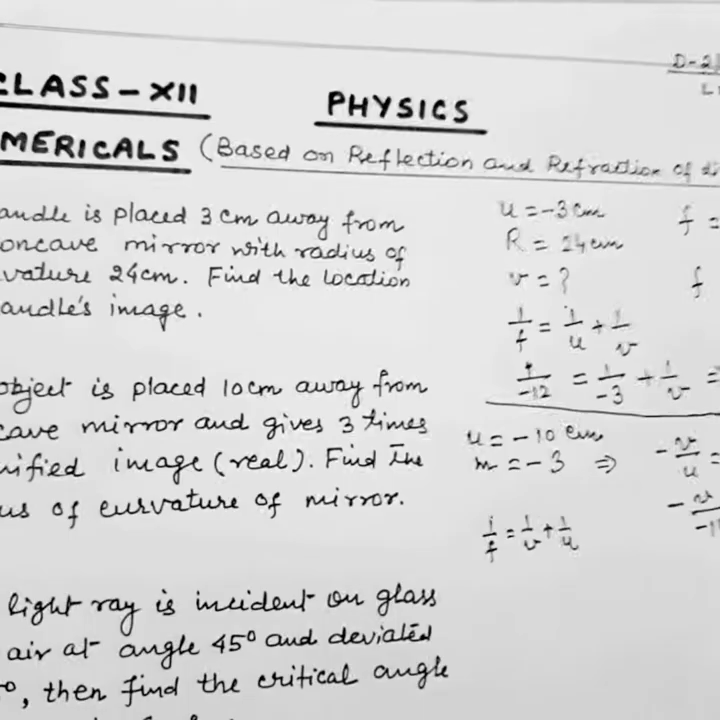 CLASS-XII PHYSICS
MERICALS (Based on Reflection and Refraction of
andle is placed 3 cm away from
oncave mirror with radius of
vature 24cm. Find the location
andle's image.
u = -3 cm f =
R = 24 cm
v = ? f
1/f = 1/u + 1/v
1/-12 = 1/-3 + 1/v =
object is placed 10cm away from
cave mirror and gives 3 times
nified image (real). Find the
us of curvature of mirror.
u = -10 cm
m = -3 ⇒ -v/u =
1/f = 1/v + 1/u
light ray is incident on glass
air at angle 45° and deviated
°, then find the critical angle